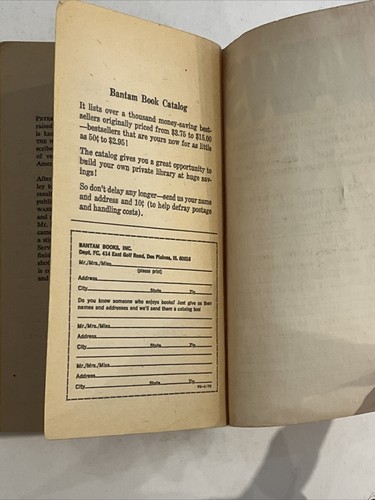 Bantam Book Catalog
It lists over a thousand money-saving best-
sellers originally priced from $3.75 to $15.00
—bestsellers that are yours now for as little
as 50¢ to $2.95!
The catalog gives you a great opportunity to
build your own private library at huge sav-
ings!
So don't delay any longer—send us your name
and address and 10¢ (to help defray postage
and handling costs).
BANTAM BOOKS, INC.
Dept. FC, 414 East Golf Road, Des Plaines, Ill. 60016
Mr./Mrs./Miss
(please print)
Address
City State Zip
Do you know someone who enjoys books? Just give us their
names and addresses and we'll send them a catalog too!
Mr./Mrs./Miss
Address
City State Zip
Mr./Mrs./Miss
Address
City State Zip